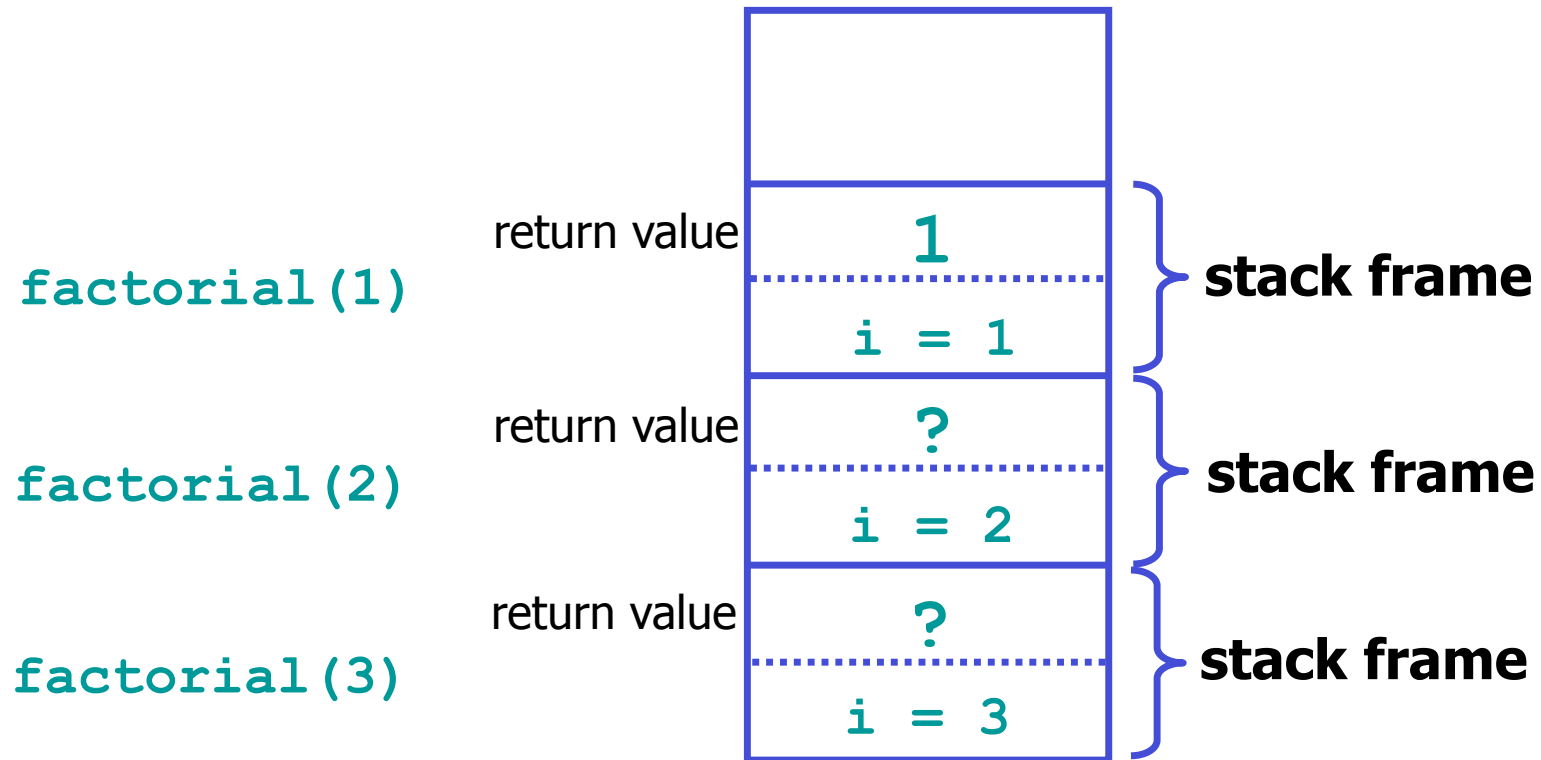 return value 1
factorial(1) stack frame
i = 1
return value ?
factorial(2) stack frame
i = 2
return value ?
factorial(3) stack frame
i = 3